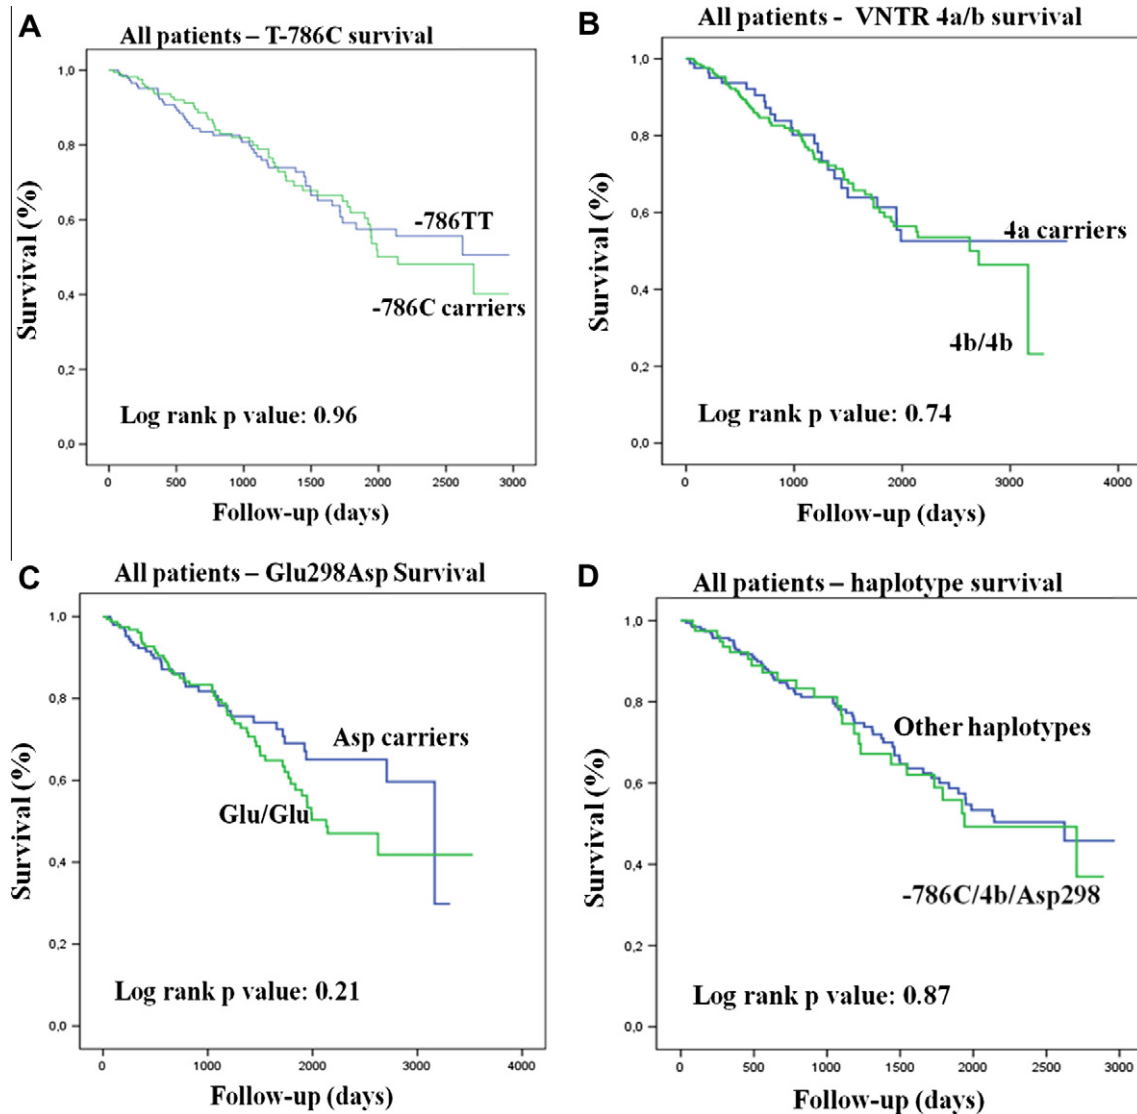 A
All patients – T-786C survival
Survival (%)
1,0
0,8
0,6
0,4
0,2
0,0
-786TT
-786C carriers
Log rank p value: 0.96
0
500
1000
1500
2000
2500
3000
Follow-up (days)
B
All patients - VNTR 4a/b survival
Survival (%)
1,0
0,8
0,6
0,4
0,2
0,0
4a carriers
4b/4b
Log rank p value: 0.74
0
1000
2000
3000
4000
Follow-up (days)
C
All patients – Glu298Asp Survival
Survival (%)
1,0
0,8
0,6
0,4
0,2
0,0
Asp carriers
Glu/Glu
Log rank p value: 0.21
0
1000
2000
3000
4000
Follow-up (days)
D
All patients – haplotype survival
Survival (%)
1,0
0,8
0,6
0,4
0,2
0,0
Other haplotypes
-786C/4b/Asp298
Log rank p value: 0.87
0
500
1000
1500
2000
2500
3000
Follow-up (days)